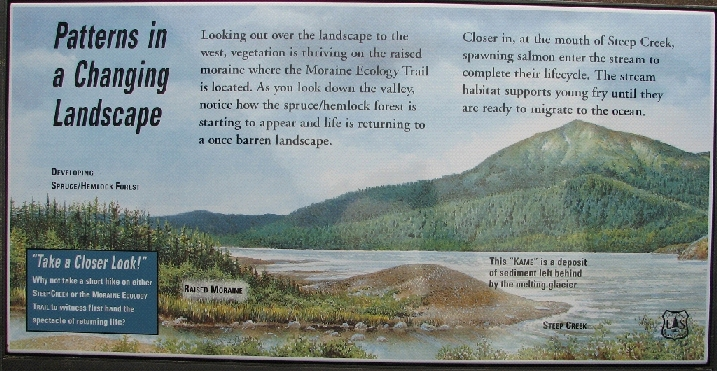 Patterns in
a Changing
Landscape
Looking out over the landscape to the
west, vegetation is thriving on the raised
moraine where the Moraine Ecology Trail
is located. As you look down the valley,
notice how the spruce/hemlock forest is
starting to appear and life is returning to
a once barren landscape.
Closer in, at the mouth of Steep Creek,
spawning salmon enter the stream to
complete their lifecycle. The stream
habitat supports young fry until they
are ready to migrate to the ocean.
Developing
Spruce/Hemlock Forest
"Take a Closer Look!"
Why not take a short hike on either
Steep Creek or the Moraine Ecology
Trail to witness first hand the
spectacle of returning life?
Raised Moraine
This "Kame" is a deposit
of sediment left behind
by the melting glacier
Steep Creek
U S